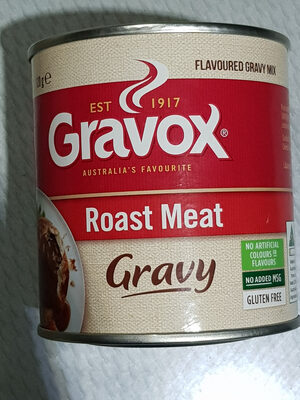 FLAVOURED GRAVY MIX
EST 1917
Gravox®
AUSTRALIA'S FAVOURITE
Roast Meat
Gravy
NO ARTIFICIAL
COLOURS OR
FLAVOURS
NO ADDED MSG
GLUTEN FREE